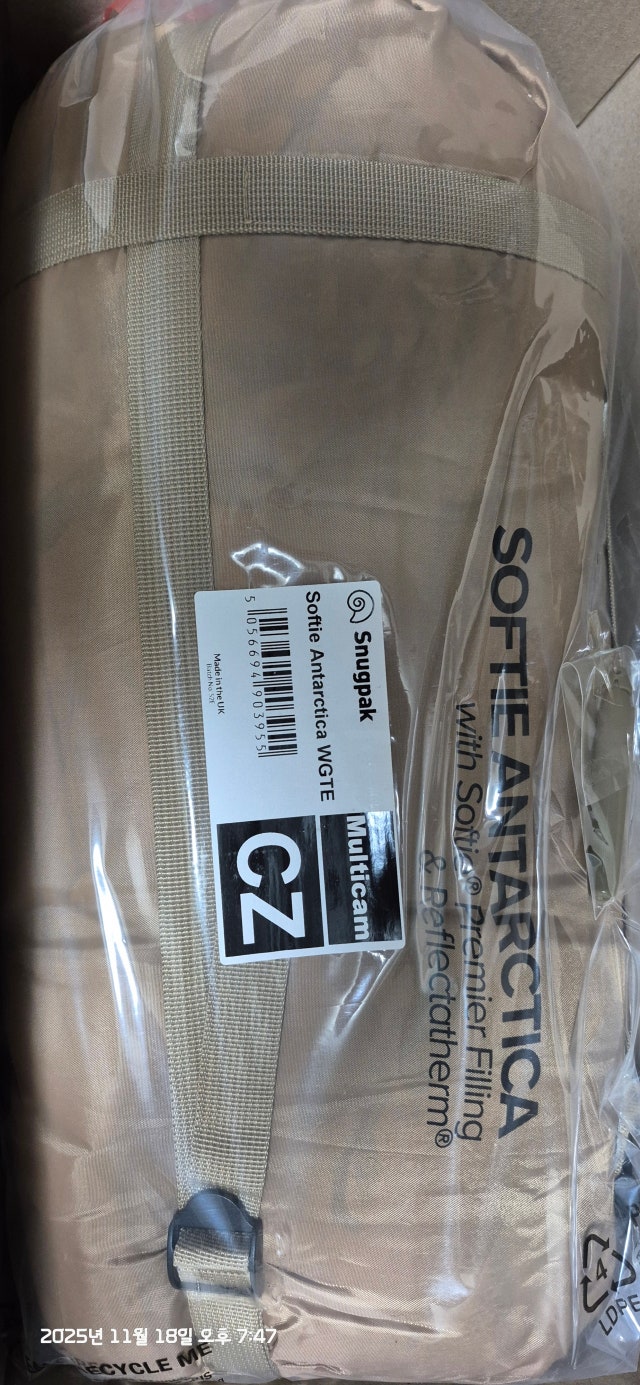 SOFTIE ANTARCTICA
with Softie® Premier Filling
& Reflectatherm®
Snugpak
Softie Antarctica WGTE
5 056694 903955
Made in the UK
Multicam
CZ
4
LDPE
2025년 11월 18일 오후 7:47
RECYCLE ME